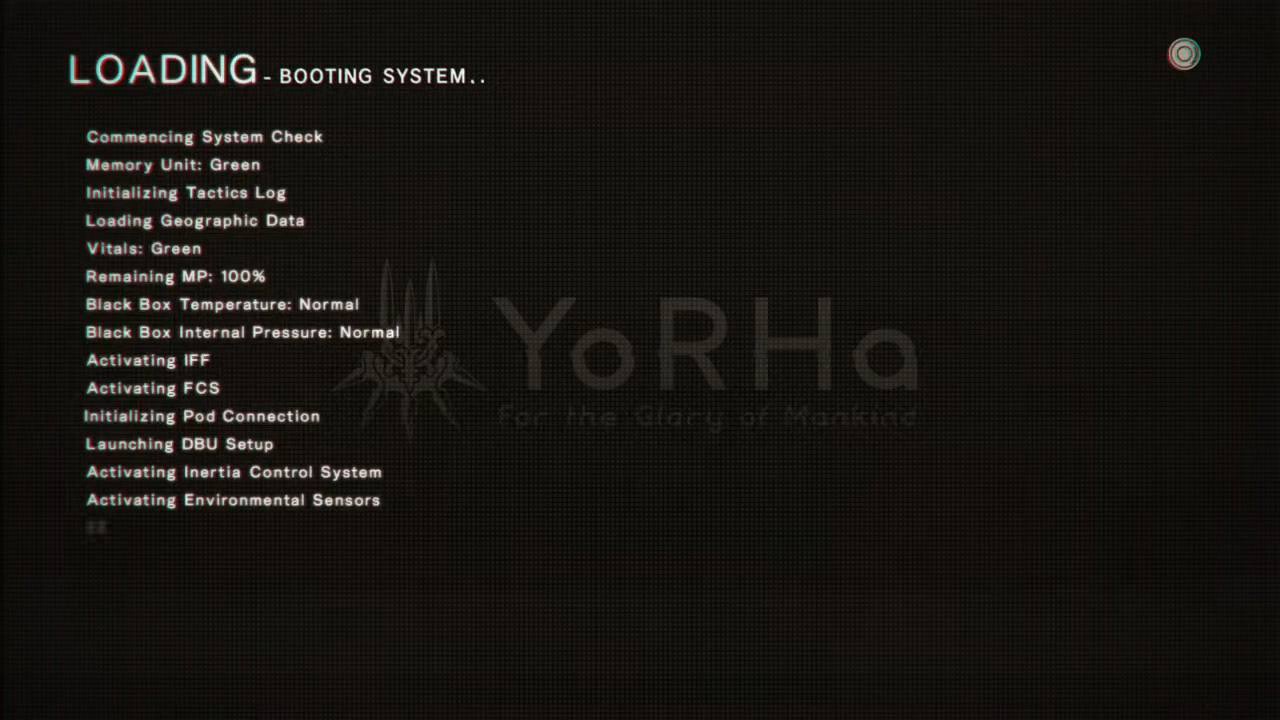 LOADING - BOOTING SYSTEM..
Commencing System Check
Memory Unit: Green
Initializing Tactics Log
Loading Geographic Data
Vitals: Green
Remaining MP: 100%
Black Box Temperature: Normal
Black Box Internal Pressure: Normal
Activating IFF
Activating FCS
Initializing Pod Connection
Launching DBU Setup
Activating Inertia Control System
Activating Environmental Sensors
YoRHa
For the Glory of Mankind